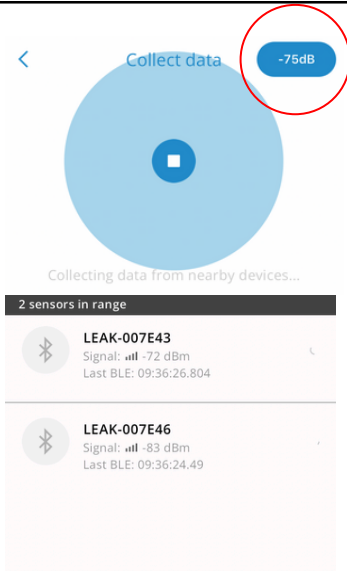 Collect data
-75dB
Collecting data from nearby devices...
2 sensors in range
LEAK-007E43
Signal: -72 dBm
Last BLE: 09:36:26.804
LEAK-007E46
Signal: -83 dBm
Last BLE: 09:36:24.49